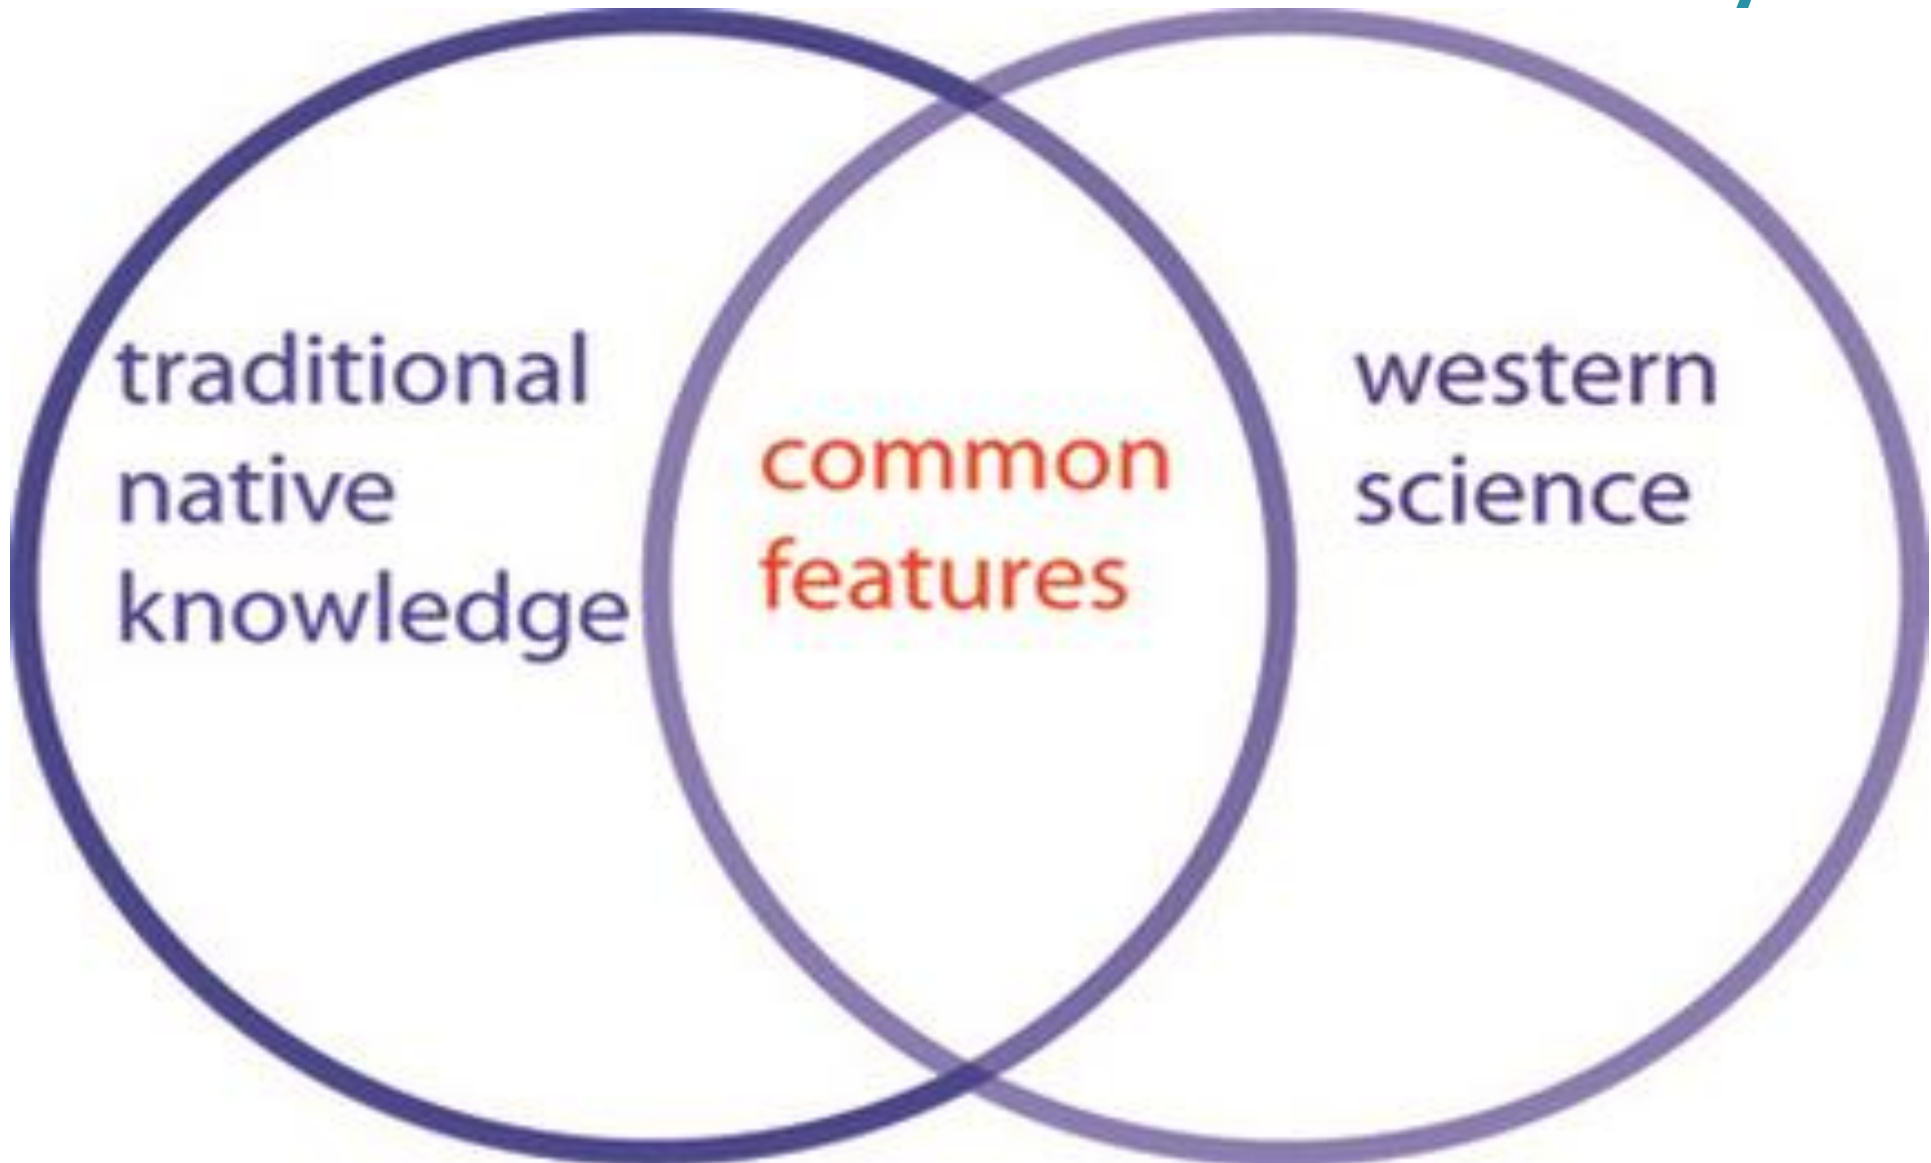 traditional
native
knowledge
common
features
western
science